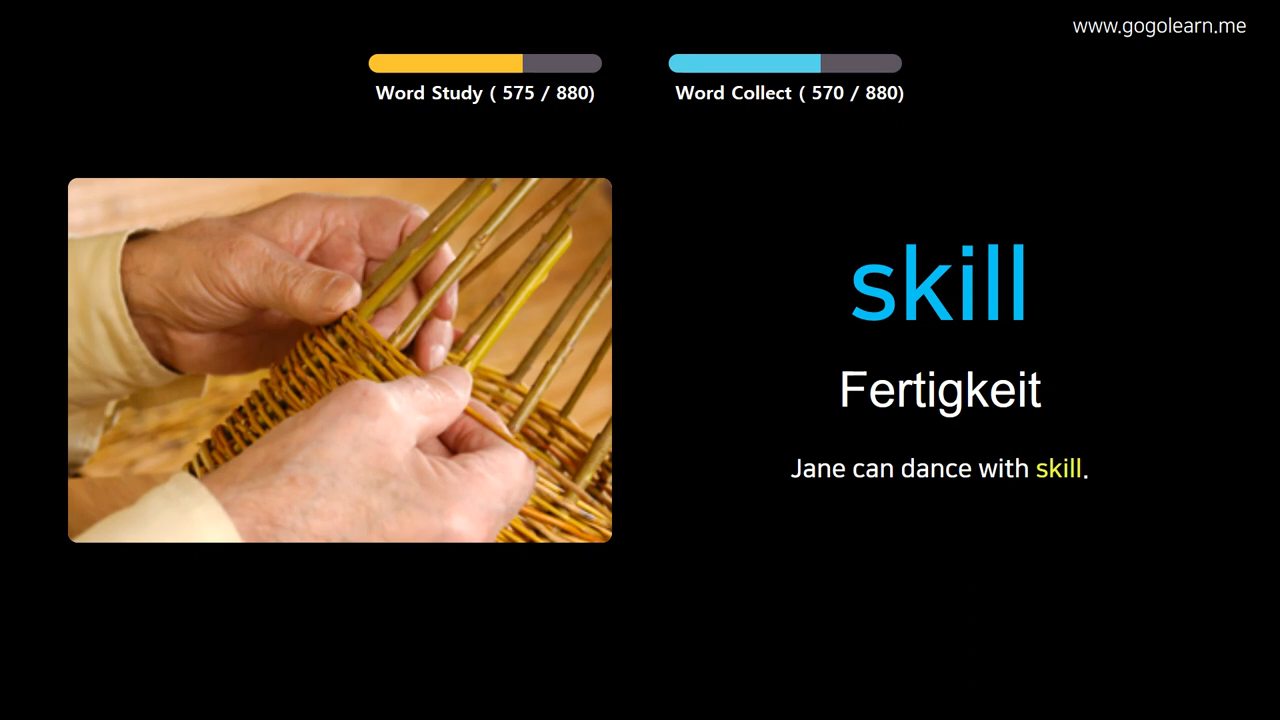 www.gogolearn.me
Word Study ( 575 / 880)
Word Collect ( 570 / 880)
skill
Fertigkeit
Jane can dance with skill.